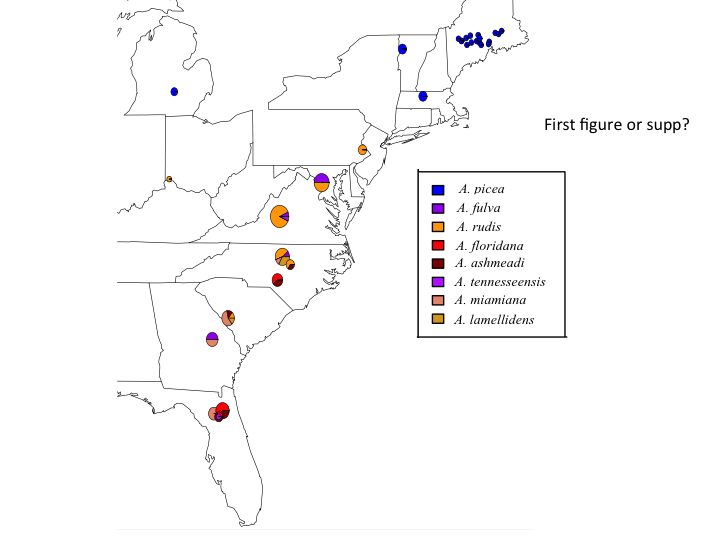 First figure or supp?
A. picea
A. fulva
A. rudis
A. floridana
A. ashmeadi
A. tennesseensis
A. miamiana
A. lamellidens